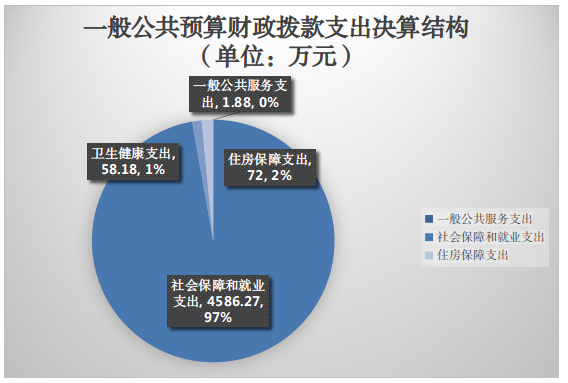 一般公共预算财政拨款支出决算结构
（单位：万元）
一般公共服务支
出, 1.88, 0%
卫生健康支出,
58.18, 1%
住房保障支出,
72, 2%
社会保障和就业
支出, 4586.27,
97%
一般公共服务支出
社会保障和就业支出
住房保障支出